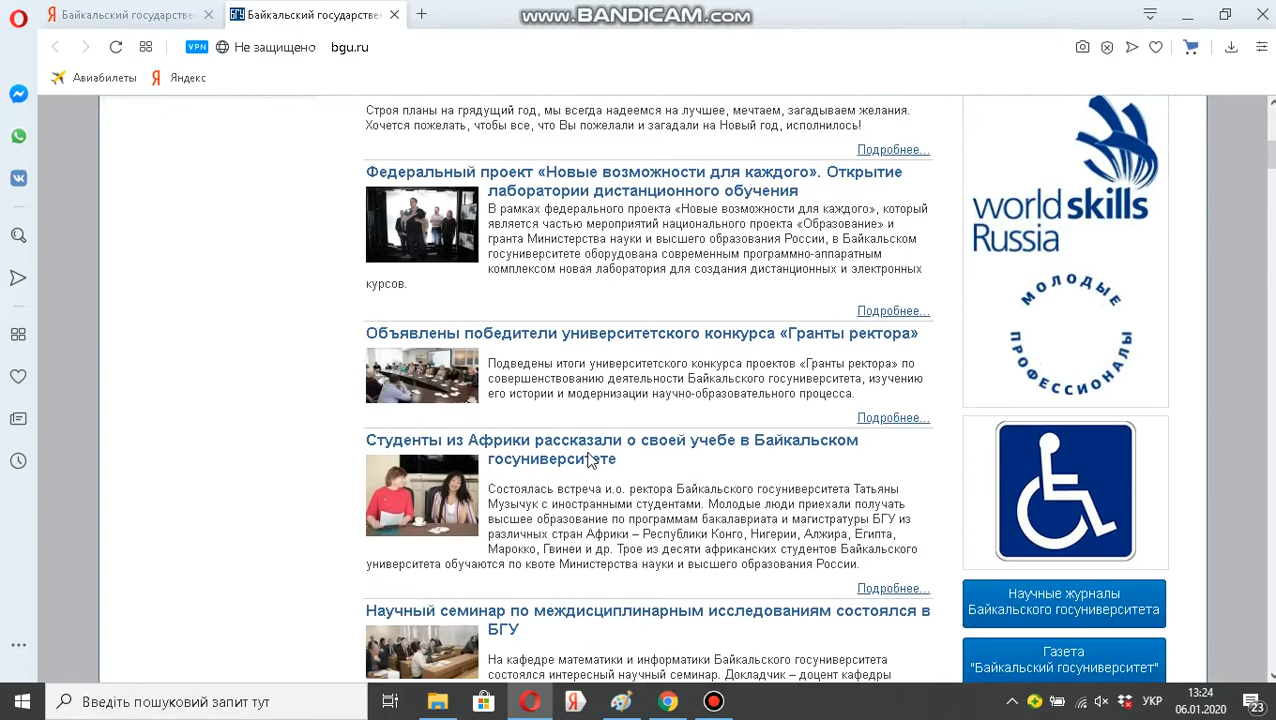 Байкальский государствен
Байкальский государстве
www.BANDICAM.com
VPN
Не защищено
bgu.ru
Авиабилеты
Яндекс
Строя планы на грядущий год, мы всегда надеемся на лучшее, мечтаем, загадываем желания.
Хочется пожелать, чтобы все, что Вы пожелали и загадали на Новый год, исполнилось!
Подробнее...
Федеральный проект «Новые возможности для каждого». Открытие
лаборатории дистанционного обучения
В рамках федерального проекта «Новые возможности для каждого», который
является частью мероприятий национального проекта «Образование» и
гранта Министерства науки и высшего образования России, в Байкальском
госуниверситете оборудована современным программно-аппаратным
комплексом новая лаборатория для создания дистанционных и электронных
курсов.
Подробнее...
Объявлены победители университетского конкурса «Гранты ректора»
Подведены итоги университетского конкурса проектов «Гранты ректора» по
совершенствованию деятельности Байкальского госуниверситета, изучению
его истории и модернизации научно-образовательного процесса.
Подробнее...
Студенты из Африки рассказали о своей учебе в Байкальском
госуниверситете
Состоялась встреча и.о. ректора Байкальского госуниверситета Татьяны
Музычук с иностранными студентами. Молодые люди приехали получать
высшее образование по программам бакалавриата и магистратуры БГУ из
различных стран Африки – Республики Конго, Нигерии, Алжира, Египта,
Марокко, Гвинеи и др. Трое из десяти африканских студентов Байкальского
университета обучаются по квоте Министерства науки и высшего образования России.
Подробнее...
Научный семинар по междисциплинарным исследованиям состоялся в
БГУ
На кафедре математики и информатики Байкальского госуниверситета
состоялся интересный научный семинар. Докладчик – доцент кафедры
world skills
Russia
МОЛОДЫЕ
ПРОФЕССИОНАЛЫ
Научные журналы
Байкальского госуниверситета
Газета
"Байкальский госуниверситет"
Введіть пошуковий запит тут
УКР
13:24
06.01.2020
23